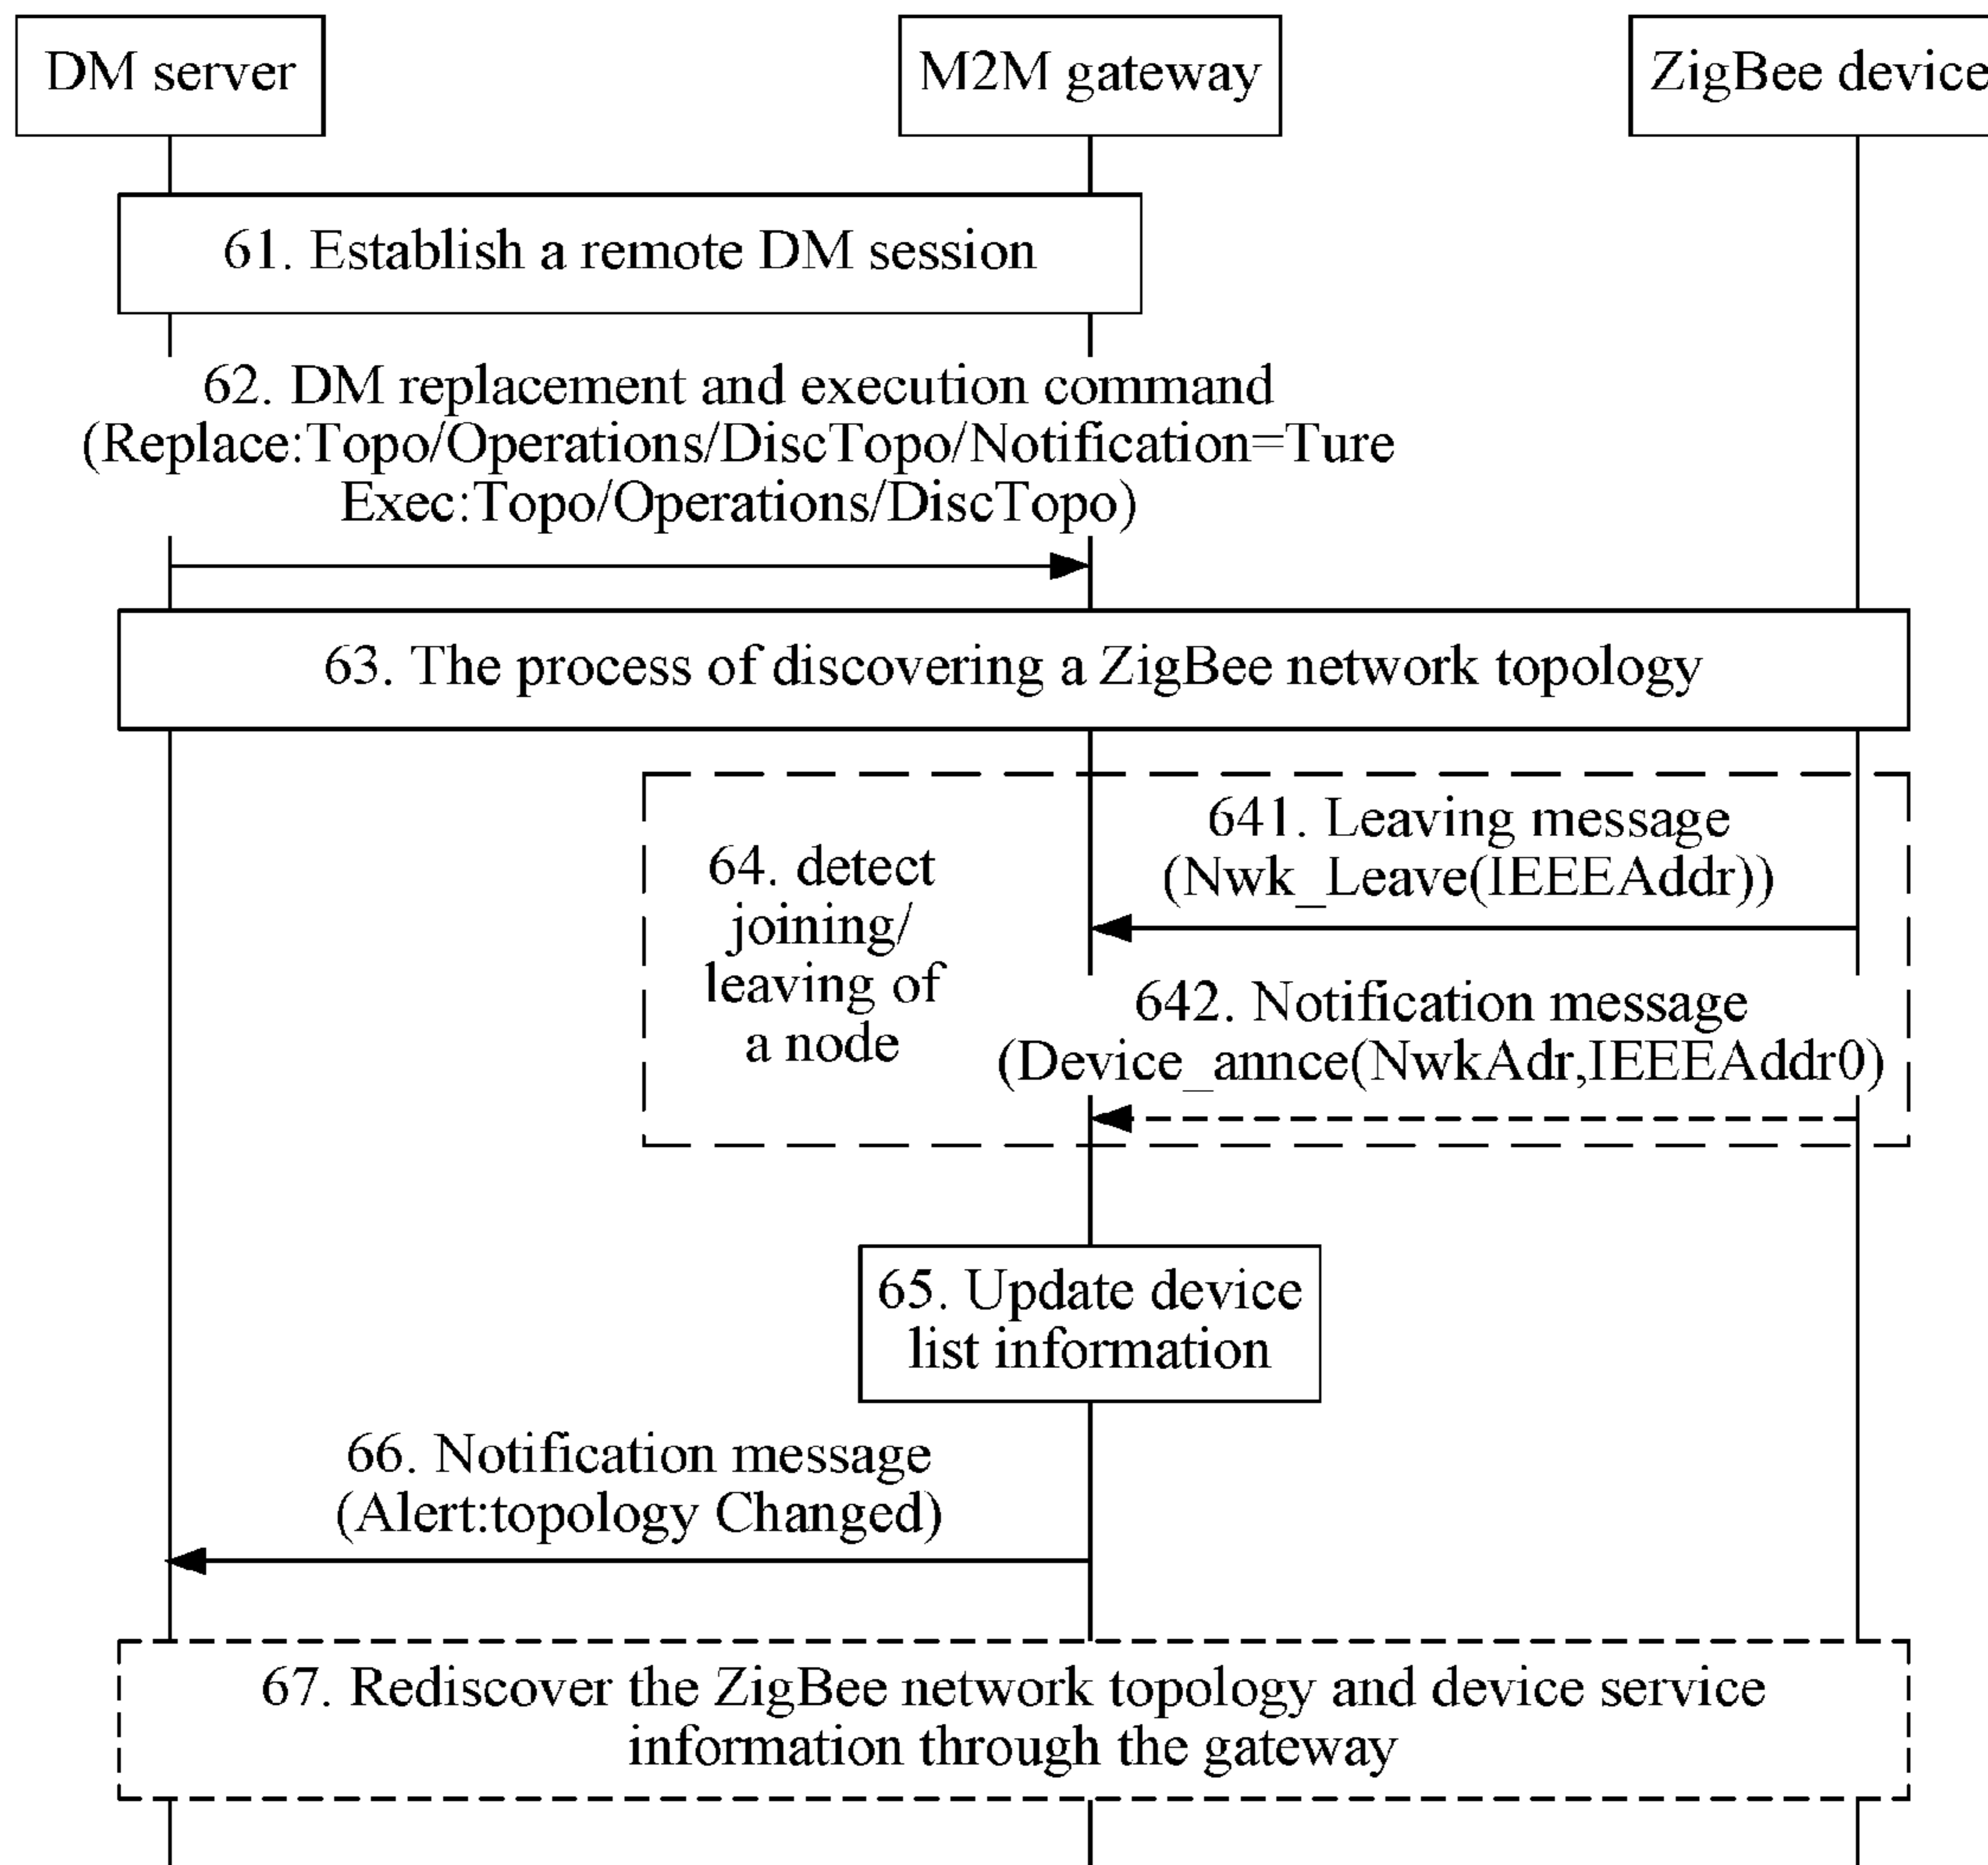 DM server
M2M gateway
ZigBee device
61. Establish a remote DM session
62. DM replacement and execution command
(Replace:Topo/Operations/DiscTopo/Notification=Ture
Exec:Topo/Operations/DiscTopo)
63. The process of discovering a ZigBee network topology
64. detect
joining/
leaving of
a node
641. Leaving message
(Nwk_Leave(IEEEAddr))
642. Notification message
(Device_annce(NwkAdr,IEEEAddr0)
65. Update device
list information
66. Notification message
(Alert:topology Changed)
67. Rediscover the ZigBee network topology and device service
information through the gateway